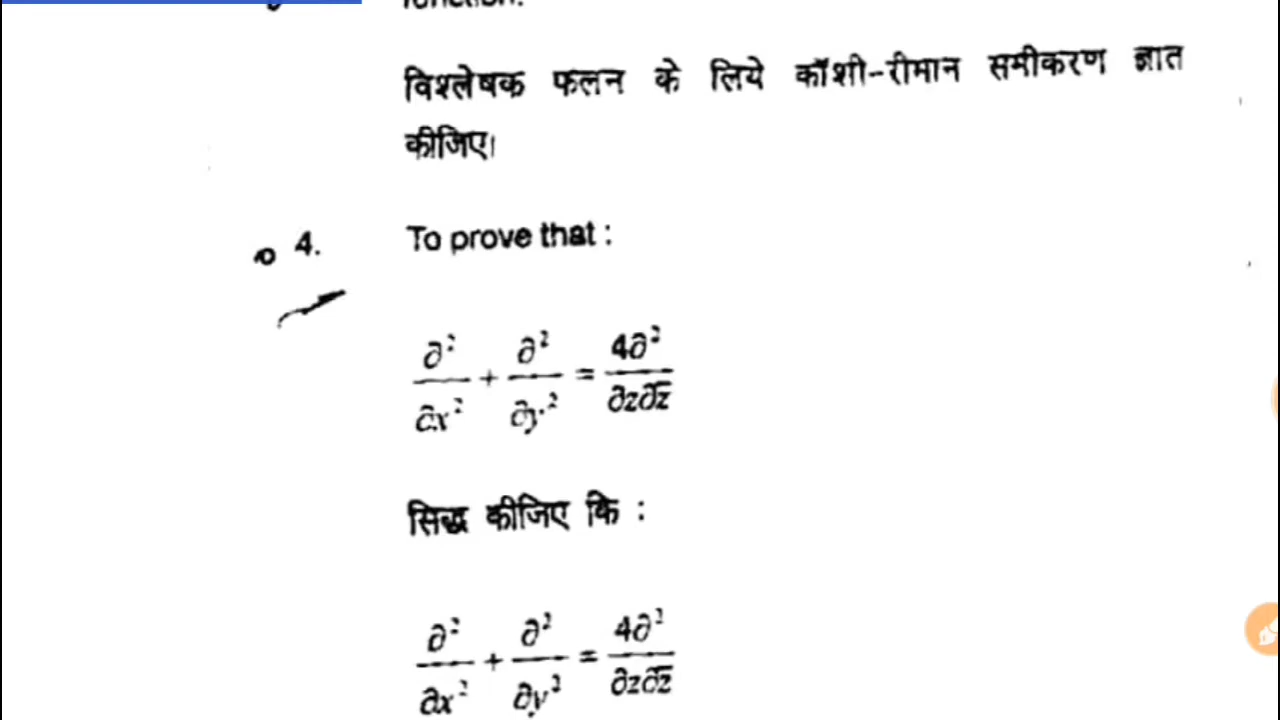 function.
विश्लेषक फलन के लिये कॉशी-रीमान समीकरण ज्ञात
कीजिए।
4. To prove that :
∂²/∂x² + ∂²/∂y² = 4∂²/∂z∂z̅
सिद्ध कीजिए कि :
∂²/∂x² + ∂²/∂y² = 4∂²/∂z∂z̅